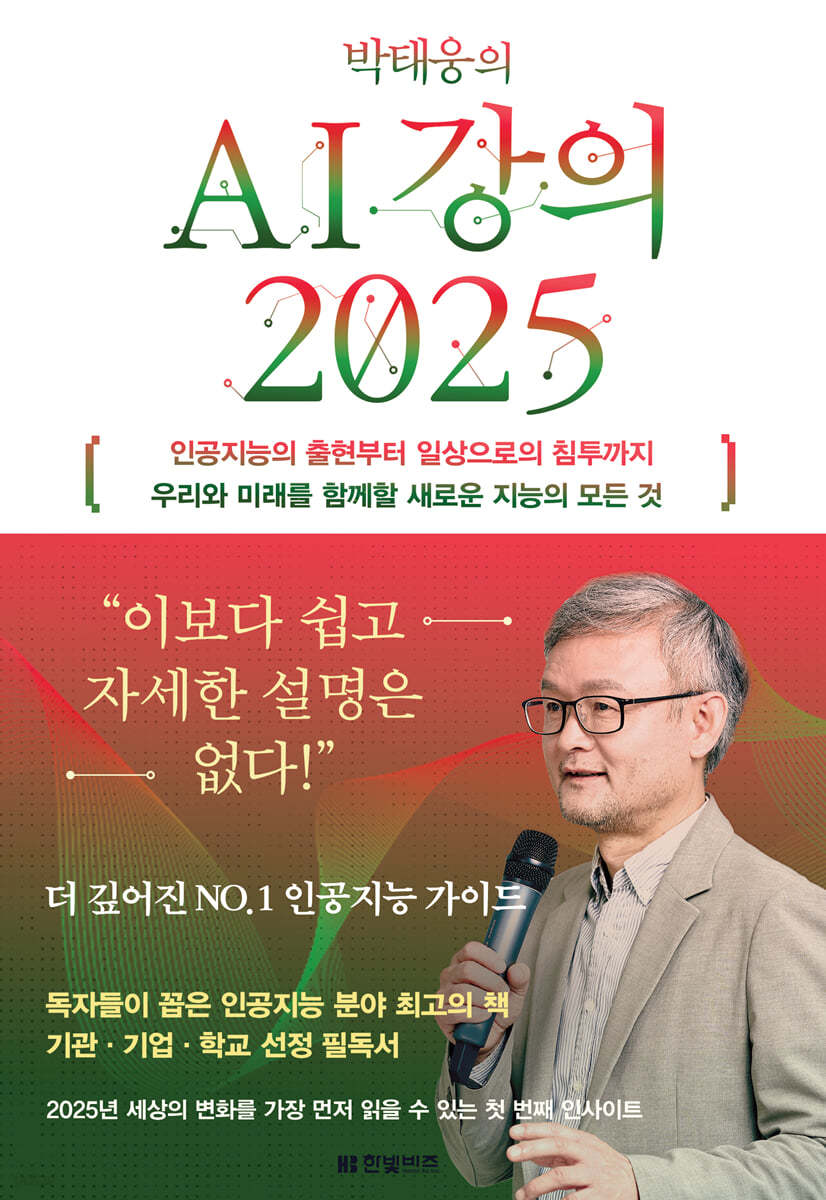 박태웅의
AI 강의
2025
인공지능의 출현부터 일상으로의 침투까지
우리와 미래를 함께할 새로운 지능의 모든 것
“이보다 쉽고
자세한 설명은
없다!”
더 깊어진 NO.1 인공지능 가이드
독자들이 꼽은 인공지능 분야 최고의 책
기관 · 기업 · 학교 선정 필독서
2025년 세상의 변화를 가장 먼저 읽을 수 있는 첫 번째 인사이트
HB 한빛비즈